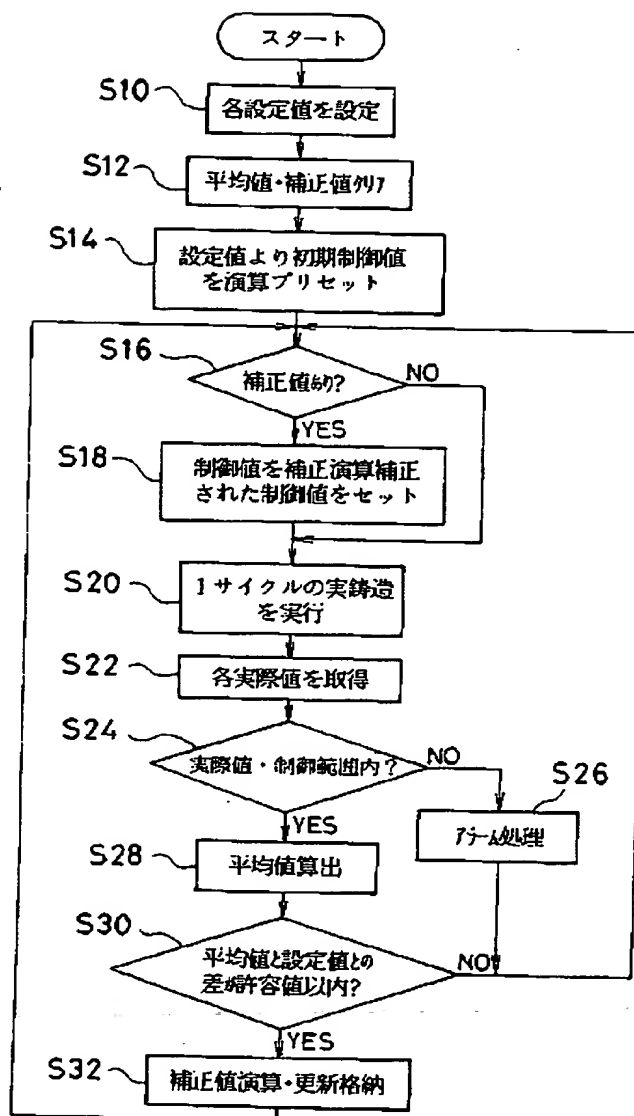 スタート
S10
各設定値を設定
S12
平均値・補正値クリア
S14
設定値より初期制御値
を演算プリセット
S16
補正値あり?
NO
YES
S18
制御値を補正演算補正
された制御値をセット
S20
1サイクルの実鋳造
を実行
S22
各実際値を取得
S24
実際値・制御範囲内?
NO
S26
YES
アラーム処理
S28
平均値算出
S30
平均値と設定値との
差が許容値以内?
NO
YES
S32
補正値演算・更新格納